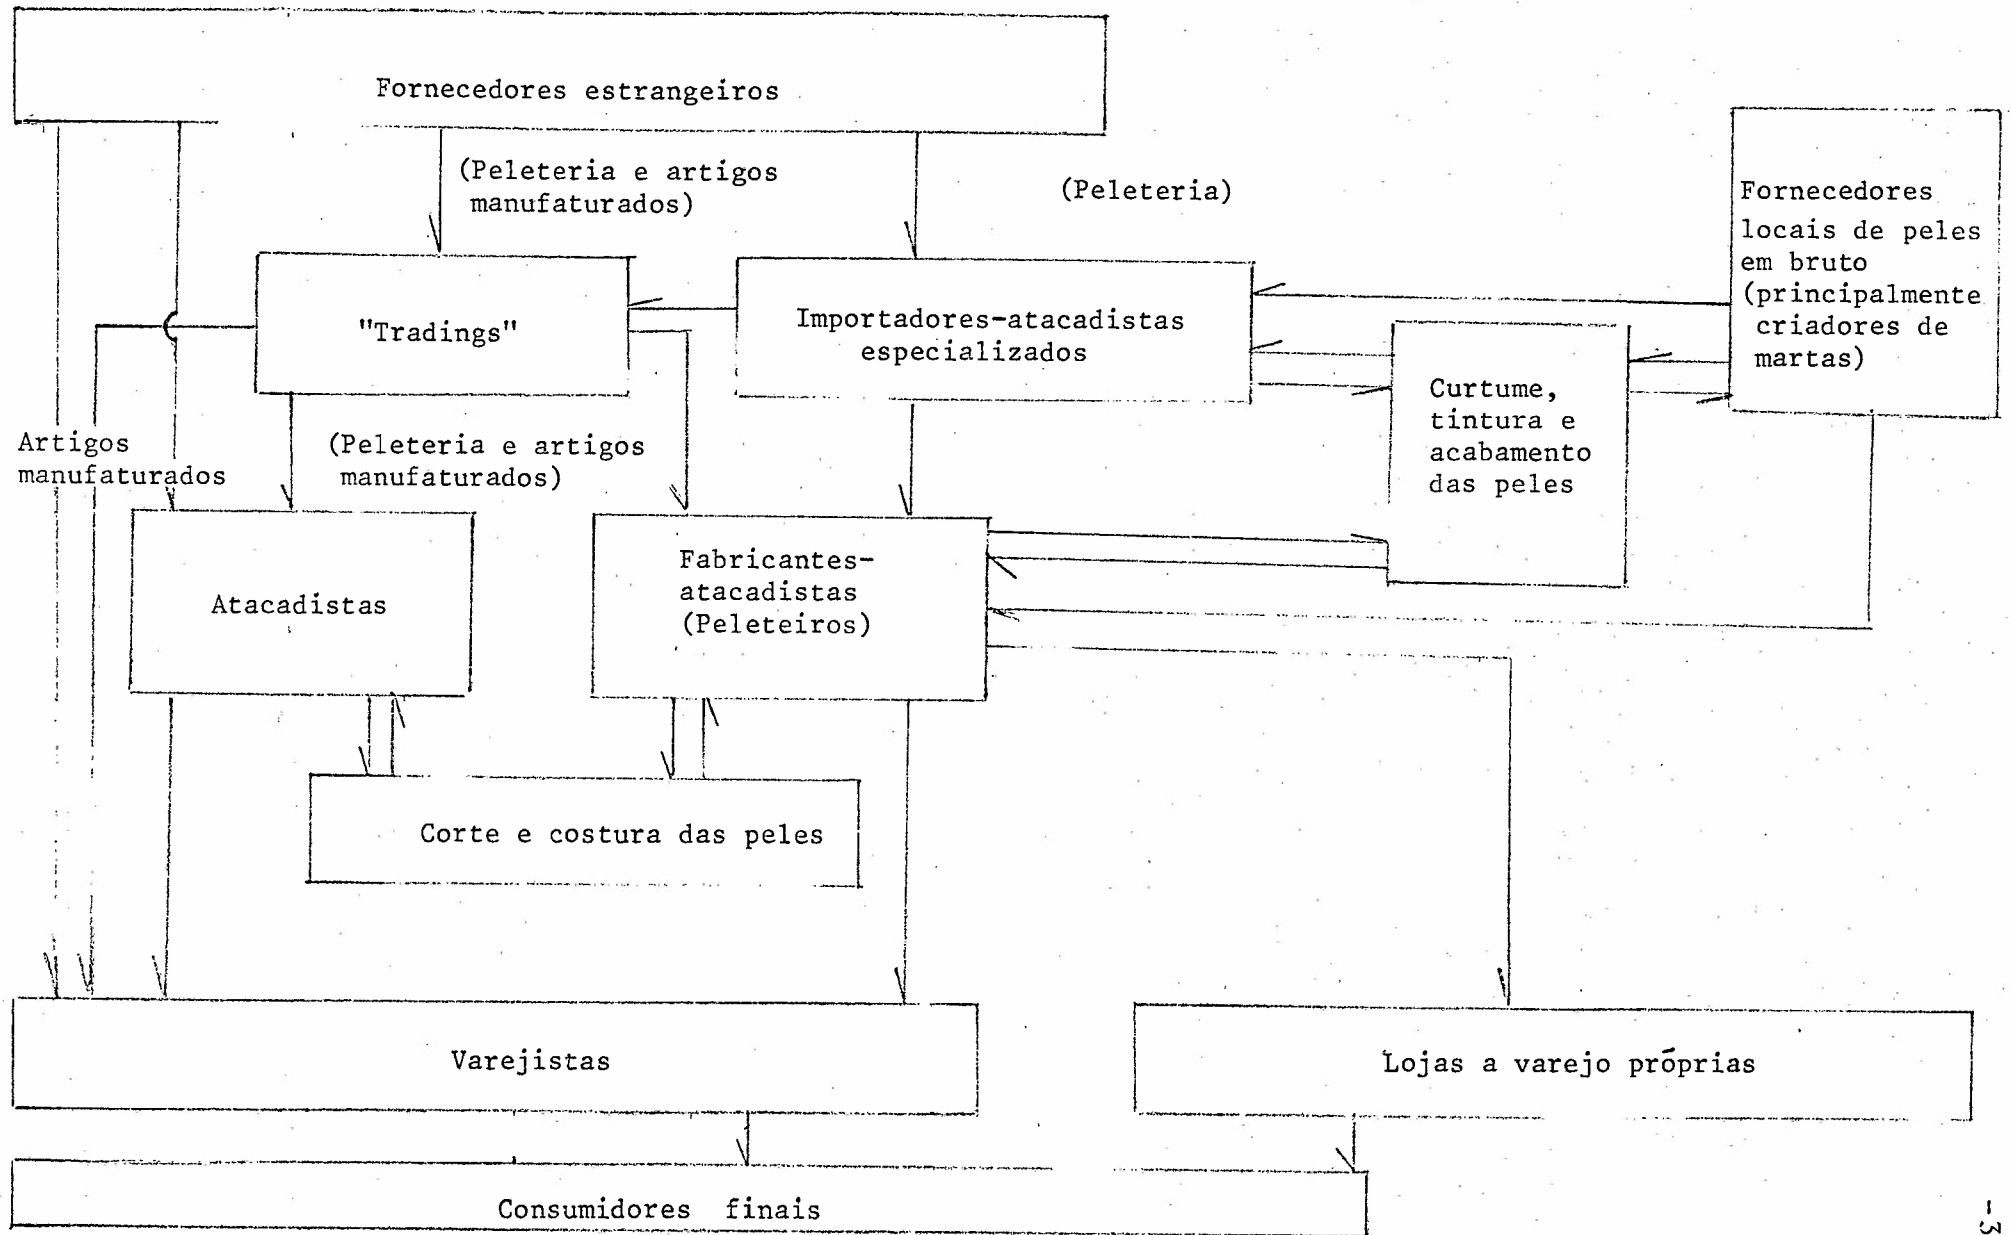 Fornecedores estrangeiros
(Peleteria e artigos
manufaturados)
(Peleteria)
Fornecedores
locais de peles
em bruto
(principalmente
criadores de
martas)
"Tradings"
Importadores-atacadistas
especializados
Curtume,
tintura e
acabamento
das peles
Artigos
manufaturados
(Peleteria e artigos
manufaturados)
Atacadistas
Fabricantes-
atacadistas
(Peleteiros)
Corte e costura das peles
Varejistas
Lojas a varejo próprias
Consumidores finais
-3